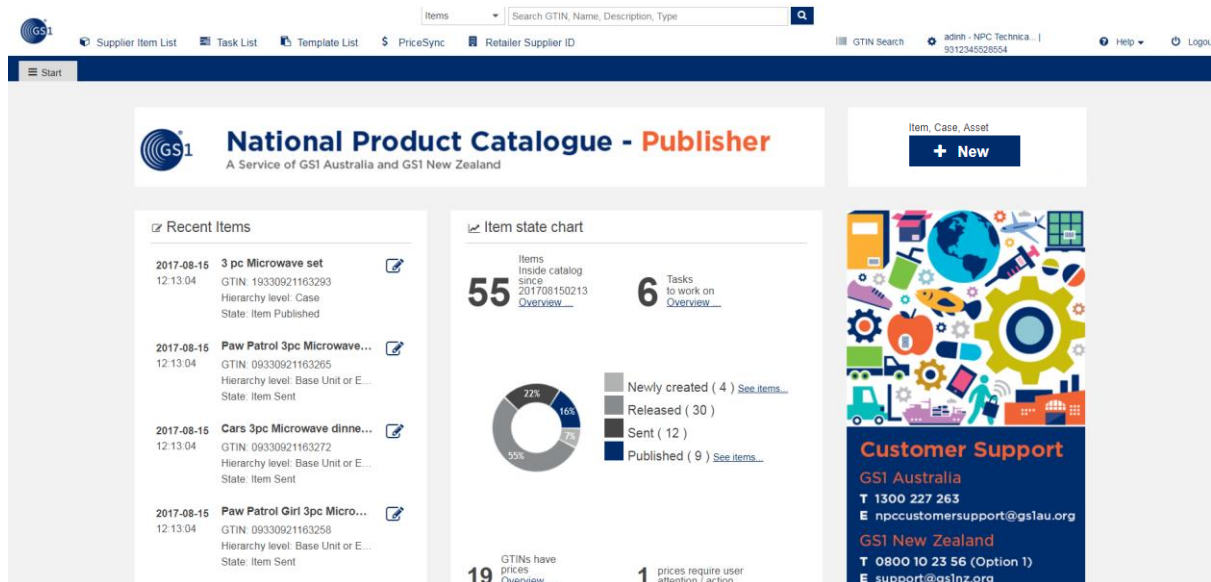 Items
Search GTIN, Name, Description, Type
GS1
Supplier Item List
Task List
Template List
$ PriceSync
Retailer Supplier ID
GTIN Search
adinh - NPC Technica... |
9312345528554
Help
Logou
Start
GS1
National Product Catalogue - Publisher
A Service of GS1 Australia and GS1 New Zealand
Item, Case, Asset
+ New
Recent Items
2017-08-15 3 pc Microwave set
12:13:04 GTIN: 19330921163293
Hierarchy level: Case
State: Item Published
2017-08-15 Paw Patrol 3pc Microwave...
12:13:04 GTIN: 09330921163265
Hierarchy level: Base Unit or E...
State: Item Sent
2017-08-15 Cars 3pc Microwave dinne...
12:13:04 GTIN: 09330921163272
Hierarchy level: Base Unit or E...
State: Item Sent
2017-08-15 Paw Patrol Girl 3pc Micro...
12:13:04 GTIN: 09330921163258
Hierarchy level: Base Unit or E...
State: Item Sent
Item state chart
55
Items
Inside catalog
since
201708150213
Overview ...
6
Tasks
to work on
Overview ...
22%
16%
7%
55%
Newly created ( 4 ) See items...
Released ( 30 )
Sent ( 12 )
Published ( 9 ) See items...
19
GTINs have
prices
Overview ...
1
prices require user
attention / action
Customer Support
GS1 Australia
T 1300 227 263
E npccustomersupport@gs1au.org
GS1 New Zealand
T 0800 10 23 56 (Option 1)
E support@gs1nz.org